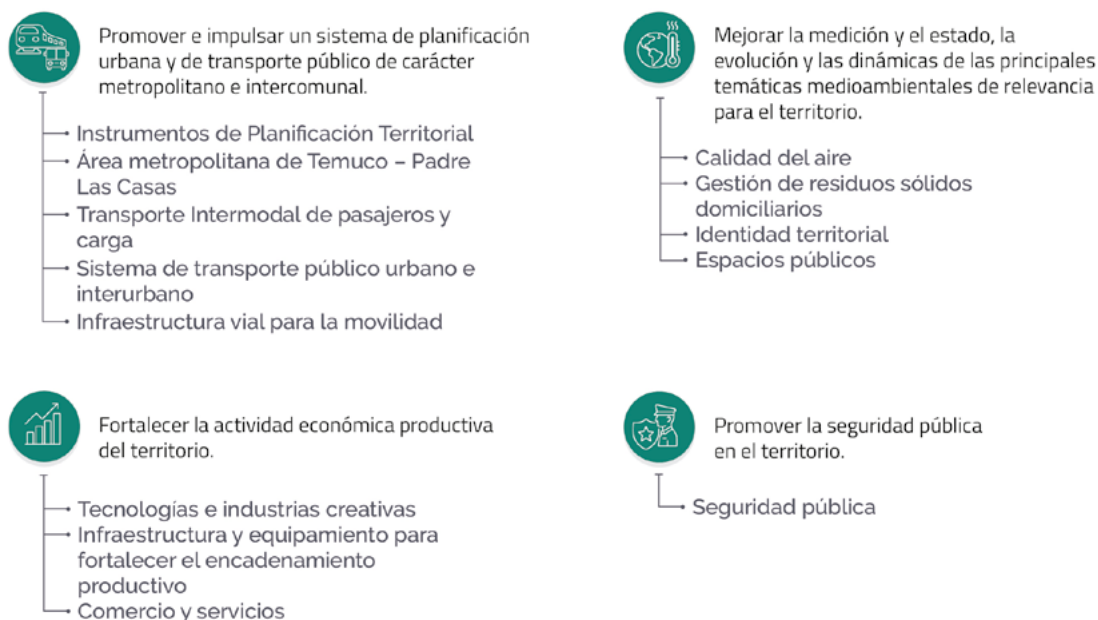 Promover e impulsar un sistema de planificación
urbana y de transporte público de carácter
metropolitano e intercomunal.
Instrumentos de Planificación Territorial
Área metropolitana de Temuco – Padre
Las Casas
Transporte Intermodal de pasajeros y
carga
Sistema de transporte público urbano e
interurbano
Infraestructura vial para la movilidad
Mejorar la medición y el estado, la
evolución y las dinámicas de las principales
temáticas medioambientales de relevancia
para el territorio.
Calidad del aire
Gestión de residuos sólidos
domiciliarios
Identidad territorial
Espacios públicos
Fortalecer la actividad económica productiva
del territorio.
Tecnologías e industrias creativas
Infraestructura y equipamiento para
fortalecer el encadenamiento
productivo
Comercio y servicios
Promover la seguridad pública
en el territorio.
Seguridad pública